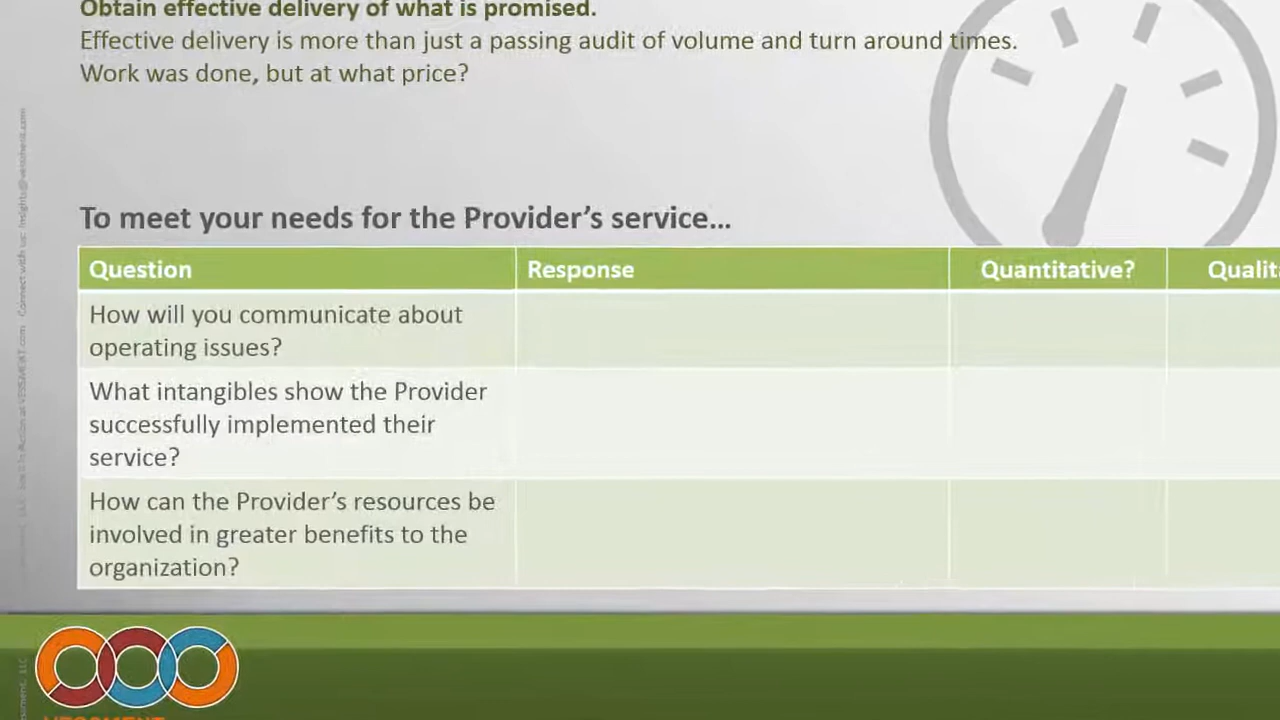 Obtain effective delivery of what is promised.
Effective delivery is more than just a passing audit of volume and turn around times.
Work was done, but at what price?
To meet your needs for the Provider's service...
Question Response Quantitative?
How will you communicate about
operating issues?
What intangibles show the Provider
successfully implemented their
service?
How can the Provider's resources be
involved in greater benefits to the
organization?